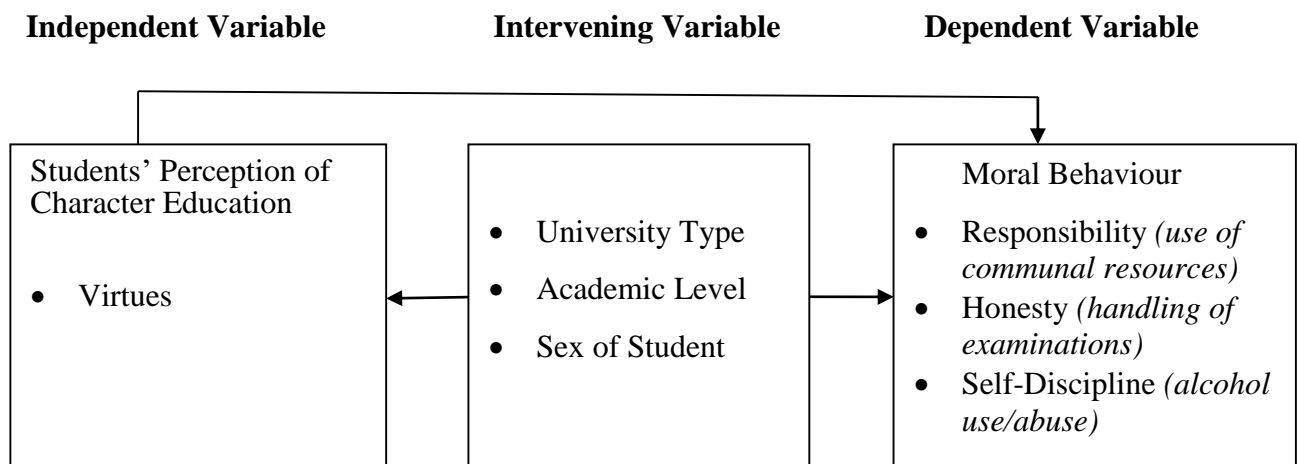 Independent Variable
Intervening Variable
Dependent Variable
Students’ Perception of
Character Education
• Virtues
• University Type
• Academic Level
• Sex of Student
Moral Behaviour
• Responsibility (use of
communal resources)
• Honesty (handling of
examinations)
• Self-Discipline (alcohol
use/abuse)